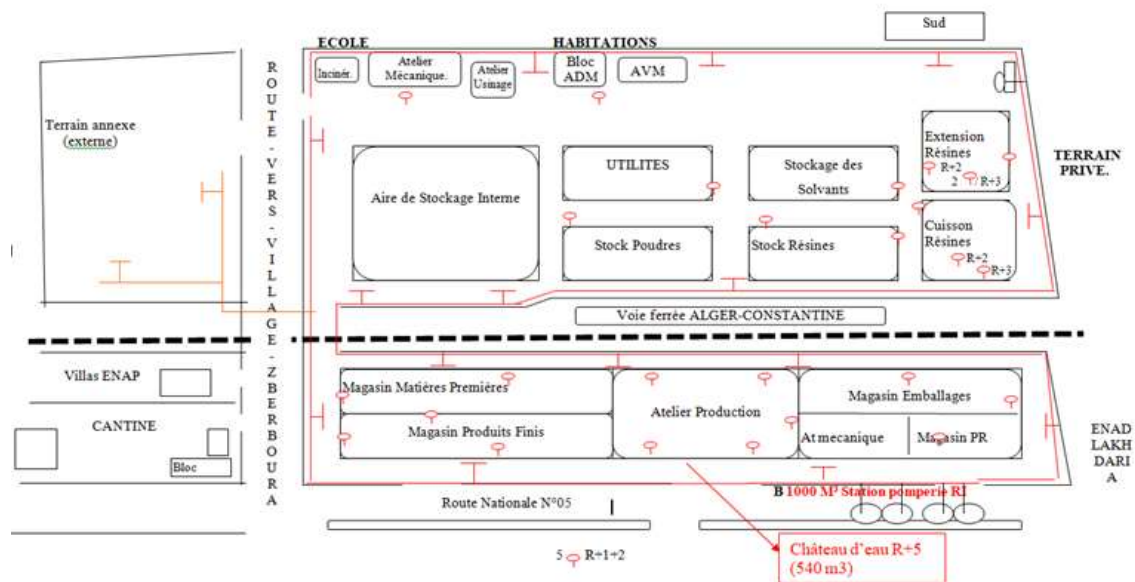 Sud
ECOLE
HABITATIONS
Incinér.
Atelier
Mécanique.
Atelier
Usinage
Bloc
ADM
AVM
Terrain annexe
(externe)
ROUTE-VERS-VILLAGE-ZBERBOURA
Aire de Stockage Interne
UTILITES
Stockage des
Solvants
Extension
Résines
R+2
2 R+3
TERRAIN
PRIVE.
Stock Poudres
Stock Résines
Cuisson
Résines
R+2
R+3
Voie ferrée ALGER-CONSTANTINE
Villas ENAP
CANTINE
Bloc
Magasin Matières Premières
Magasin Produits Finis
Atelier Production
Magasin Emballages
At mecanique
Magasin PR
ENAD
LAKH
DARI
A
Route Nationale N°05
B 1000 M³ Station pomperie RI
Château d'eau R+5
(540 m3)
5 R+1+2